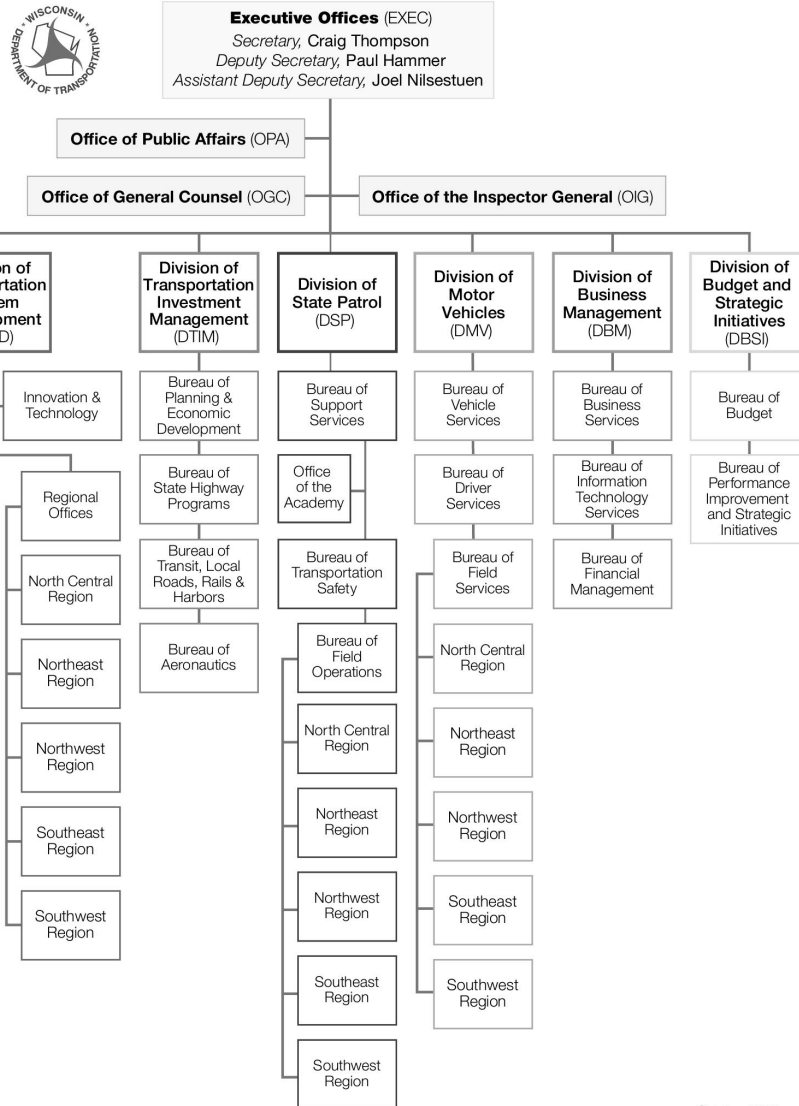 WISCONSIN
DEPARTMENT OF TRANSPORTATION
Executive Offices (EXEC)
Secretary, Craig Thompson
Deputy Secretary, Paul Hammer
Assistant Deputy Secretary, Joel Nilsestuen
Office of Public Affairs (OPA)
Office of General Counsel (OGC)
Office of the Inspector General (OIG)
on of
rtation
em
pment
D)
Innovation &
Technology
Regional
Offices
North Central
Region
Northeast
Region
Northwest
Region
Southeast
Region
Southwest
Region
Division of
Transportation
Investment
Management
(DTIM)
Bureau of
Planning &
Economic
Development
Bureau of
State Highway
Programs
Bureau of
Transit, Local
Roads, Rails &
Harbors
Bureau of
Aeronautics
Division of
State Patrol
(DSP)
Bureau of
Support
Services
Office
of the
Academy
Bureau of
Transportation
Safety
Bureau of
Field
Operations
North Central
Region
Northeast
Region
Northwest
Region
Southeast
Region
Southwest
Region
Division of
Motor
Vehicles
(DMV)
Bureau of
Vehicle
Services
Bureau of
Driver
Services
Bureau of
Field
Services
North Central
Region
Northeast
Region
Northwest
Region
Southeast
Region
Southwest
Region
Division of
Business
Management
(DBM)
Bureau of
Business
Services
Bureau of
Information
Technology
Services
Bureau of
Financial
Management
Division of
Budget and
Strategic
Initiatives
(DBSI)
Bureau of
Budget
Bureau of
Performance
Improvement
and Strategic
Initiatives